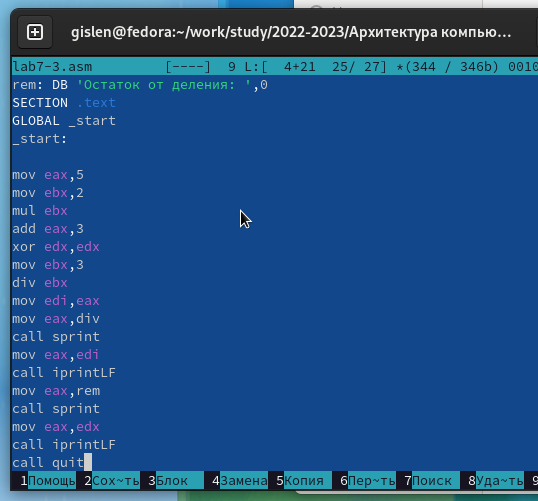 gislen@fedora:~/work/study/2022-2023/Архитектура компью...
lab7-3.asm [----] 9 L:[ 4+21 25/ 27] *(344 / 346b) 0010
rem: DB 'Остаток от деления: ',0
SECTION .text
GLOBAL _start
_start:
mov eax,5
mov ebx,2
mul ebx
add eax,3
xor edx,edx
mov ebx,3
div ebx
mov edi,eax
mov eax,div
call sprint
mov eax,edi
call iprintLF
mov eax,rem
call sprint
mov eax,edx
call iprintLF
call quit
1Помощь 2Сох~ть 3Блок 4Замена 5Копия 6Пер~ть 7Поиск 8Уда~ть 9